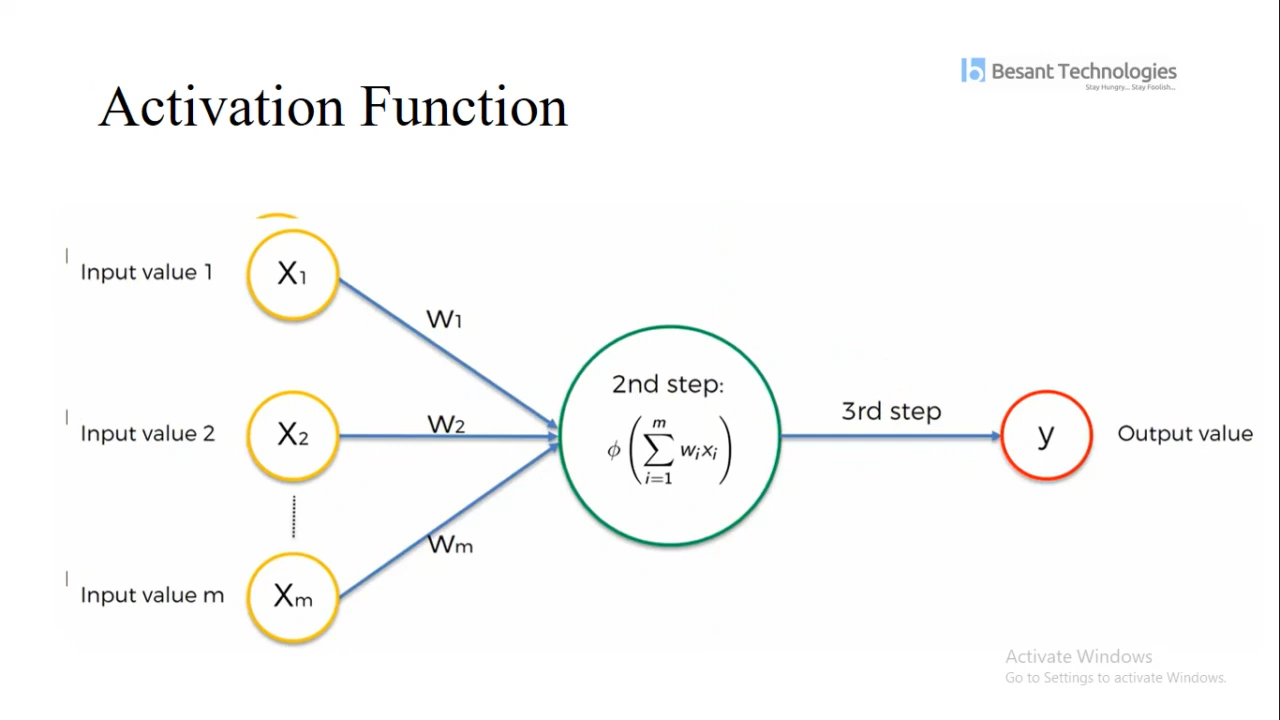 Activation Function
Besant Technologies
Stay Hungry... Stay Foolish...
Input value 1
X1
W1
2nd step:
ϕ(∑ᵢ₌₁ᵐ wᵢxᵢ)
3rd step
Input value 2
X2
W2
y
Output value
Wm
Input value m
Xm
Activate Windows
Go to Settings to activate Windows.